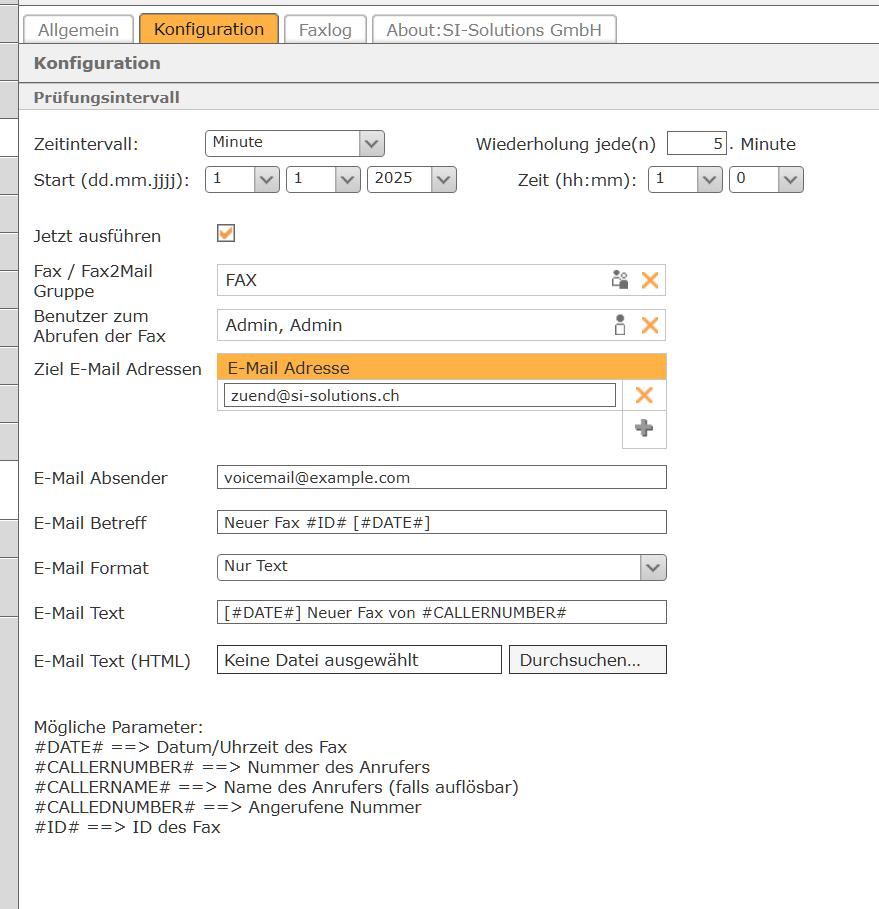 Allgemein Konfiguration Faxlog About:SI-Solutions GmbH
Konfiguration
Prüfungsintervall
Zeitintervall: Minute Wiederholung jede(n) 5. Minute
Start (dd.mm.jjjj): 1 1 2025 Zeit (hh:mm): 1 0
Jetzt ausführen
Fax / Fax2Mail
Gruppe
FAX
Benutzer zum
Abrufen der Fax
Admin, Admin
Ziel E-Mail Adressen E-Mail Adresse
zuend@si-solutions.ch
E-Mail Absender voicemail@example.com
E-Mail Betreff Neuer Fax #ID# [#DATE#]
E-Mail Format Nur Text
E-Mail Text [#DATE#] Neuer Fax von #CALLERNUMBER#
E-Mail Text (HTML) Keine Datei ausgewählt Durchsuchen...
Mögliche Parameter:
#DATE# ==> Datum/Uhrzeit des Fax
#CALLERNUMBER# ==> Nummer des Anrufers
#CALLERNAME# ==> Name des Anrufers (falls auflösbar)
#CALLEDNUMBER# ==> Angerufene Nummer
#ID# ==> ID des Fax